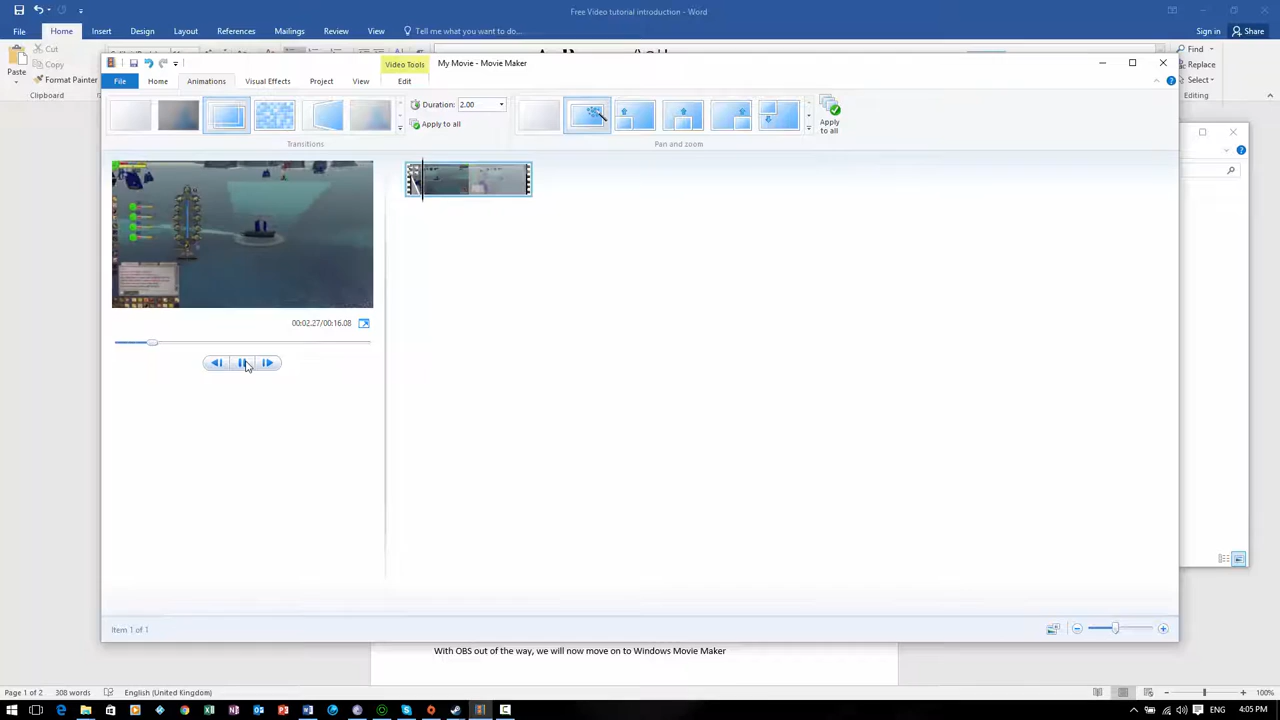 Free Video tutorial introduction - Word
File Home Insert Design Layout References Mailings Review View Tell me what you want to do... Sign in Share
Cut
Copy
Format Painter
Paste
Clipboard
Find
Replace
Select
Editing
Video Tools
My Movie - Movie Maker
File Home Animations Visual Effects Project View Edit
Duration: 2.00
Apply to all
Transitions
Pan and zoom
Apply
to all
00:02.27/00:16.08
Item 1 of 1
With OBS out of the way, we will now move on to Windows Movie Maker
Page 1 of 2 308 words English (United Kingdom) 100%
ENG 4:05 PM